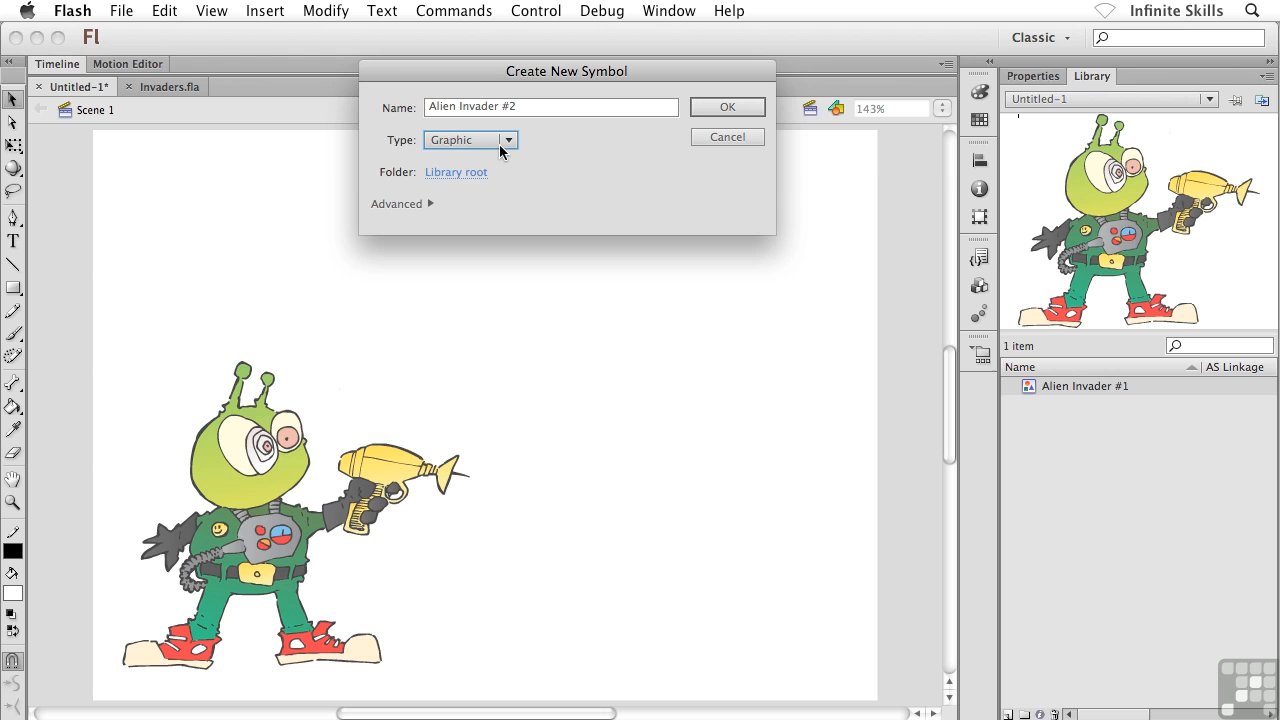 Flash File Edit View Insert Modify Text Commands Control Debug Window Help Infinite Skills
Fl Classic
Timeline Motion Editor
Create New Symbol
Properties Library
Untitled-1* Invaders.fla
Untitled-1
Scene 1
143%
Name: Alien Invader #2 OK
Type: Graphic Cancel
Folder: Library root
Advanced
1 item
Name AS Linkage
Alien Invader #1